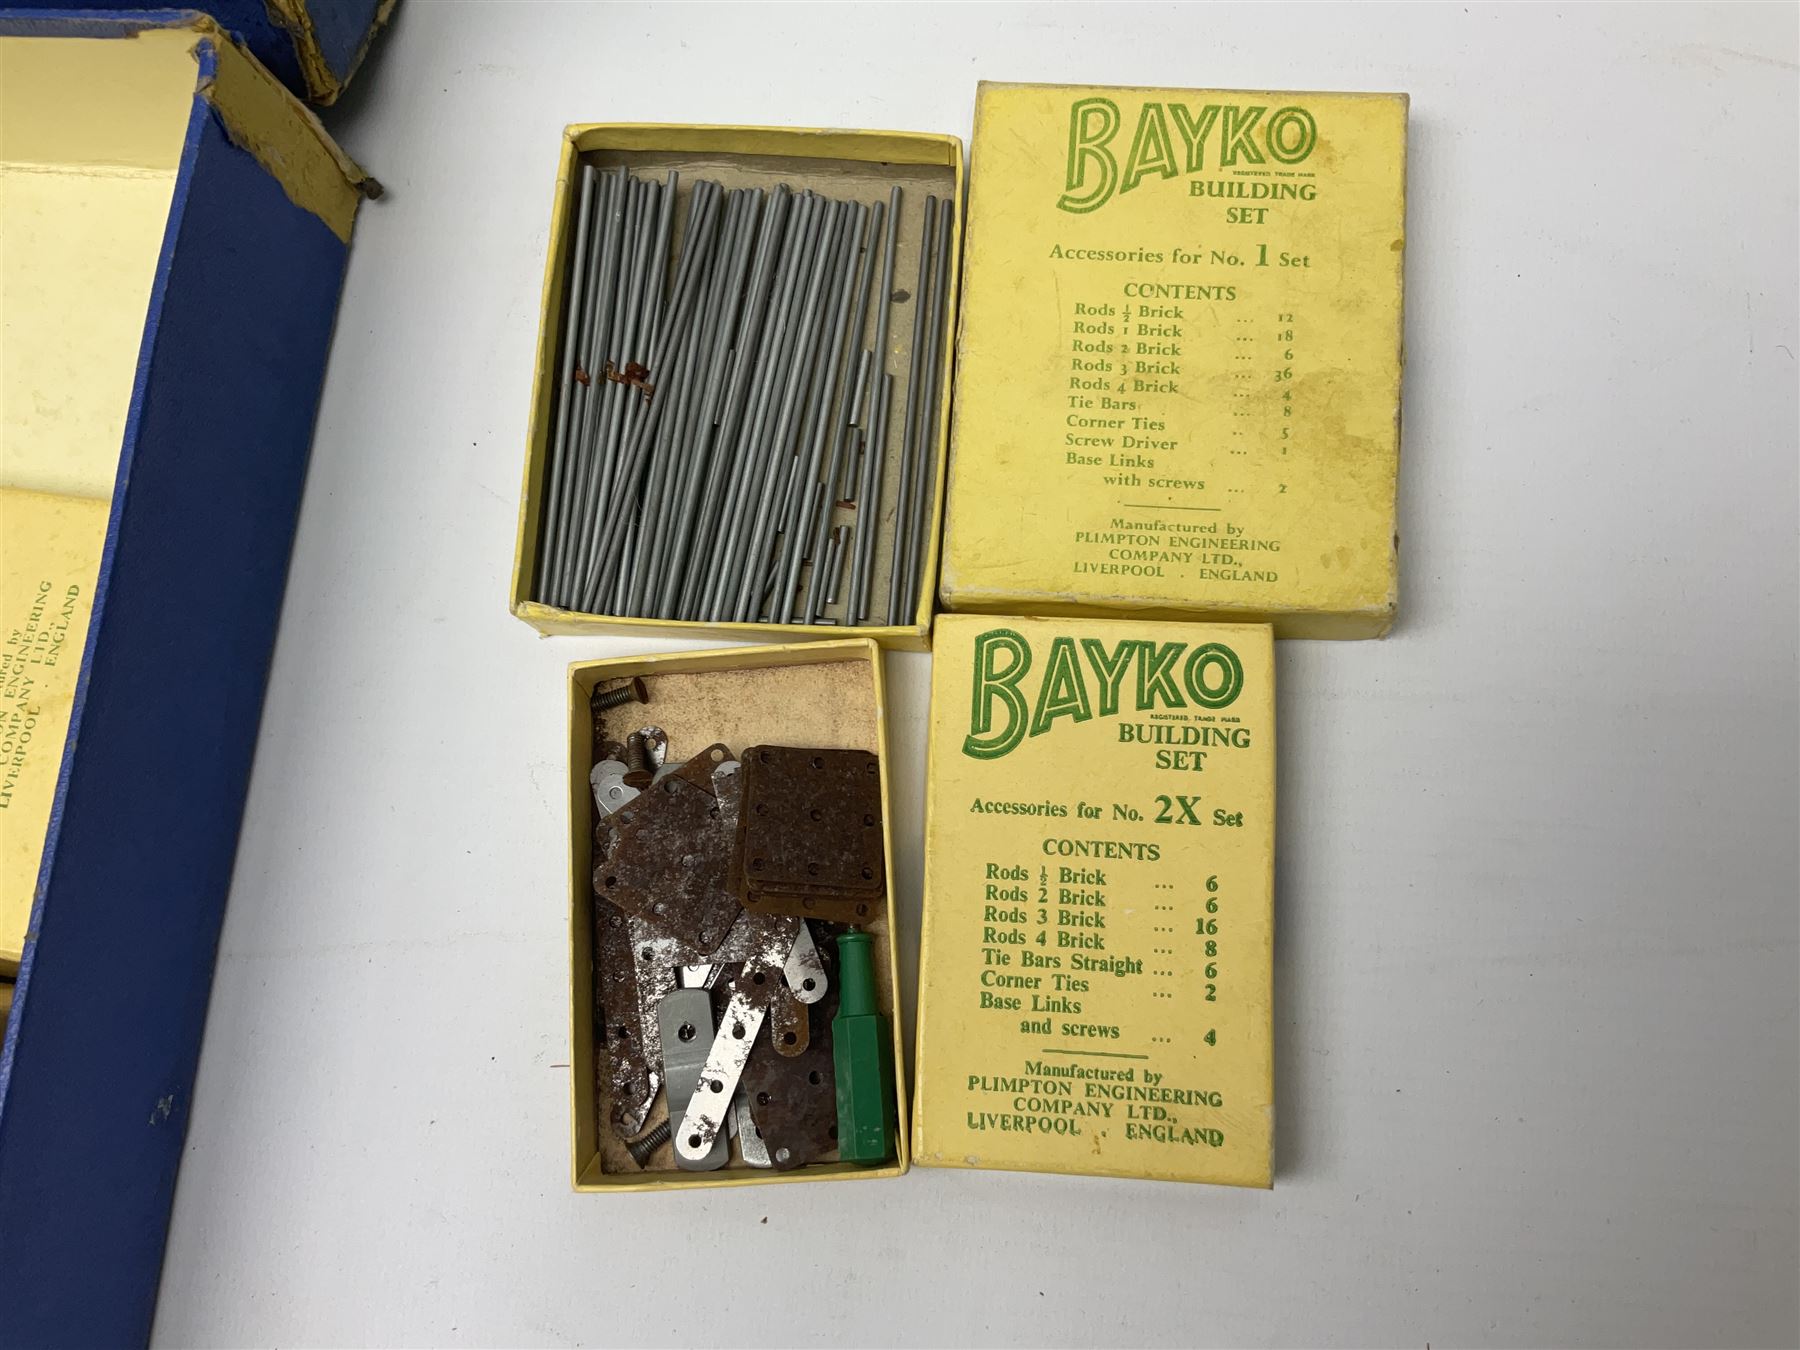 BAYKO
REGISTERED TRADE MARK
BUILDING
SET
Accessories for No. 1 Set
CONTENTS
Rods ½ Brick ... 12
Rods 1 Brick ... 18
Rods 2 Brick ... 6
Rods 3 Brick ... 36
Rods 4 Brick ... 4
Tie Bars ... 8
Corner Ties .. 5
Screw Driver ... 1
Base Links
with screws ... 2
Manufactured by
PLIMPTON ENGINEERING
COMPANY LTD.,
LIVERPOOL . ENGLAND
BAYKO
REGISTERED TRADE MARK
BUILDING
SET
Accessories for No. 2X Set
CONTENTS
Rods ½ Brick ... 6
Rods 2 Brick ... 6
Rods 3 Brick ... 16
Rods 4 Brick ... 8
Tie Bars Straight ... 6
Corner Ties ... 2
Base Links
and screws ... 4
Manufactured by
PLIMPTON ENGINEERING
COMPANY LTD.,
LIVERPOOL . ENGLAND
by
ENGINEERING
COMPANY LTD.,
LIVERPOOL . ENGLAND